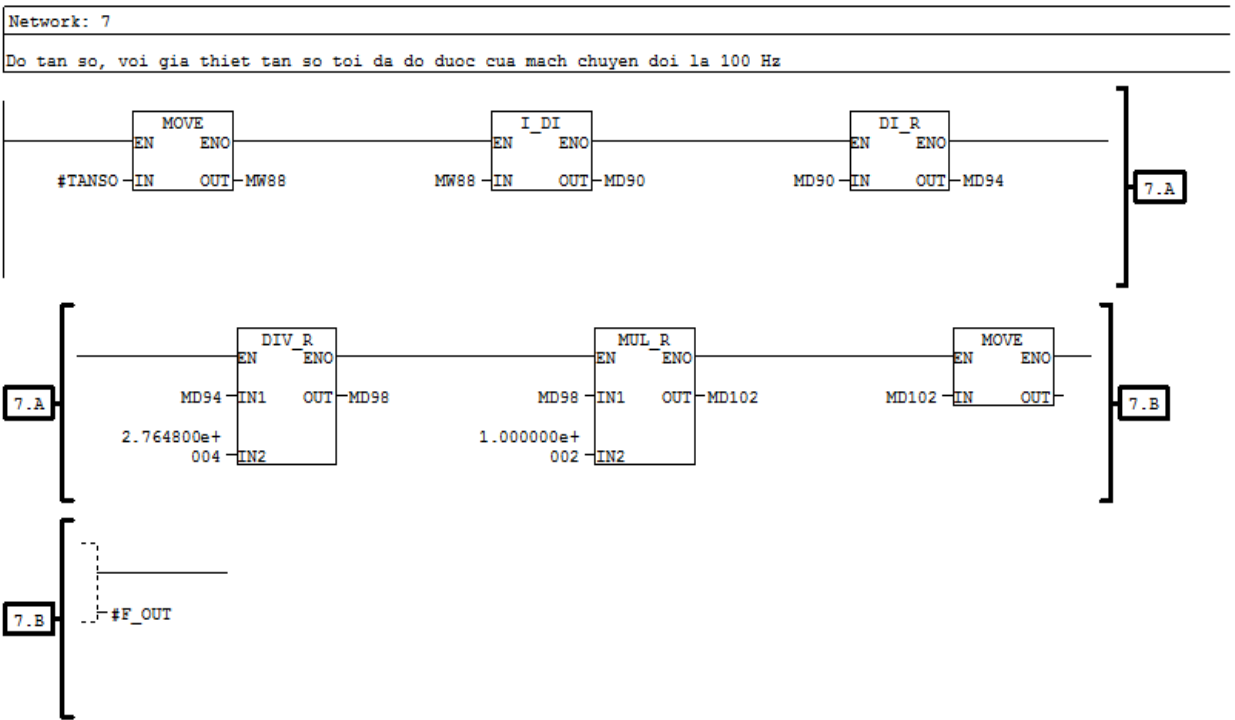 Network: 7
Do tan so, voi gia thiet tan so toi da do duoc cua mach chuyen doi la 100 Hz
MOVE I_DI DI_R
EN ENO EN ENO EN ENO
#TANSO IN OUT MW88 MW88 IN OUT MD90 MD90 IN OUT MD94
7.A
DIV_R MUL_R MOVE
EN ENO EN ENO EN ENO
7.A MD94 IN1 OUT MD98 MD98 IN1 OUT MD102 MD102 IN OUT 7.B
2.764800e+ 1.000000e+
004 IN2 002 IN2
7.B #F_OUT